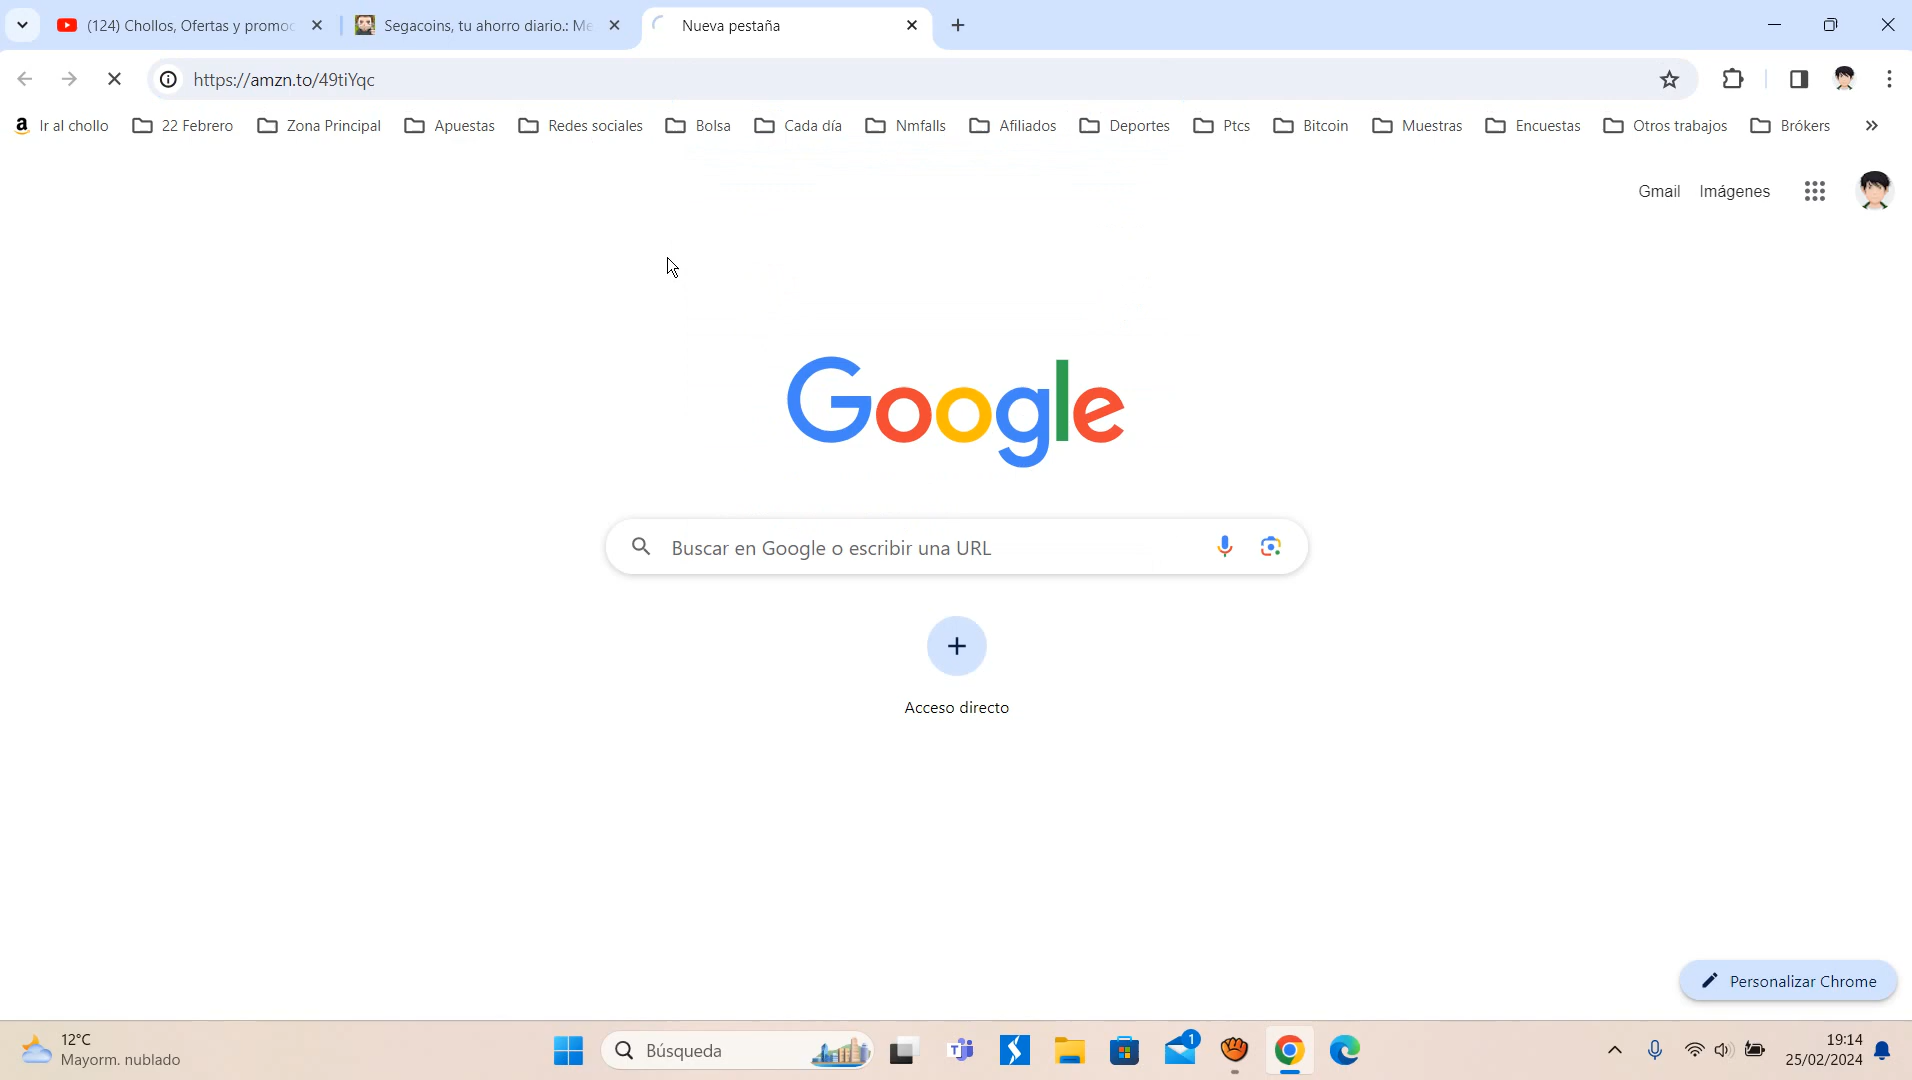 (124) Chollos, Ofertas y promoc
Segacoins, tu ahorro diario.: Me
Nueva pestaña
https://amzn.to/49tiYqc
Ir al chollo
22 Febrero
Zona Principal
Apuestas
Redes sociales
Bolsa
Cada día
Nmfalls
Afiliados
Deportes
Ptcs
Bitcoin
Muestras
Encuestas
Otros trabajos
Brókers
Gmail
Imágenes
Google
Buscar en Google o escribir una URL
Acceso directo
Personalizar Chrome
12°C
Mayorm. nublado
Búsqueda
1
19:14
25/02/2024